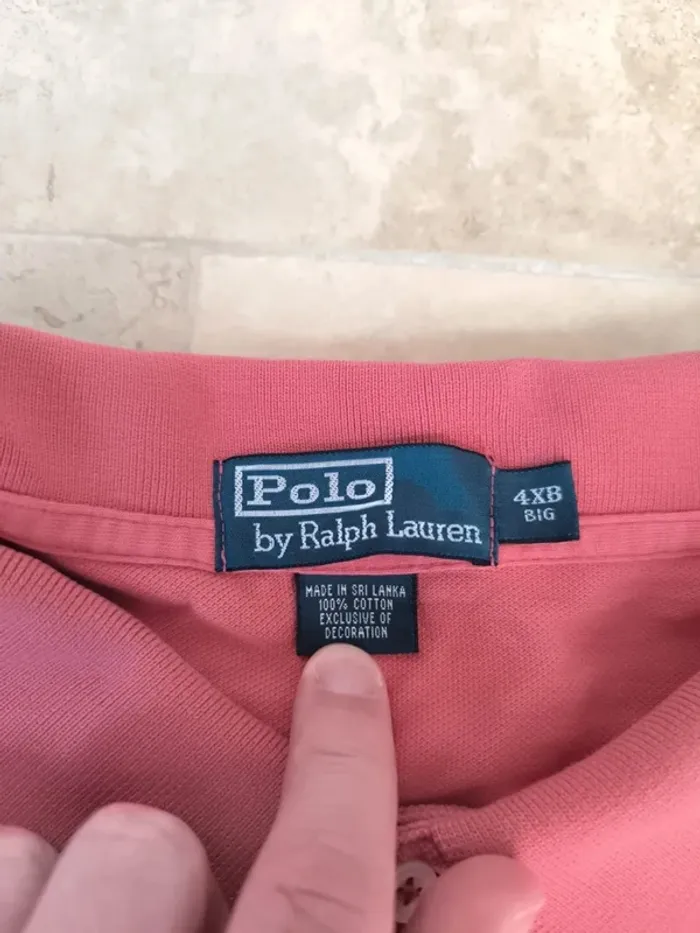 Polo
by Ralph Lauren
4XB
BIG
MADE IN SRI LANKA
100% COTTON
EXCLUSIVE OF
DECORATION